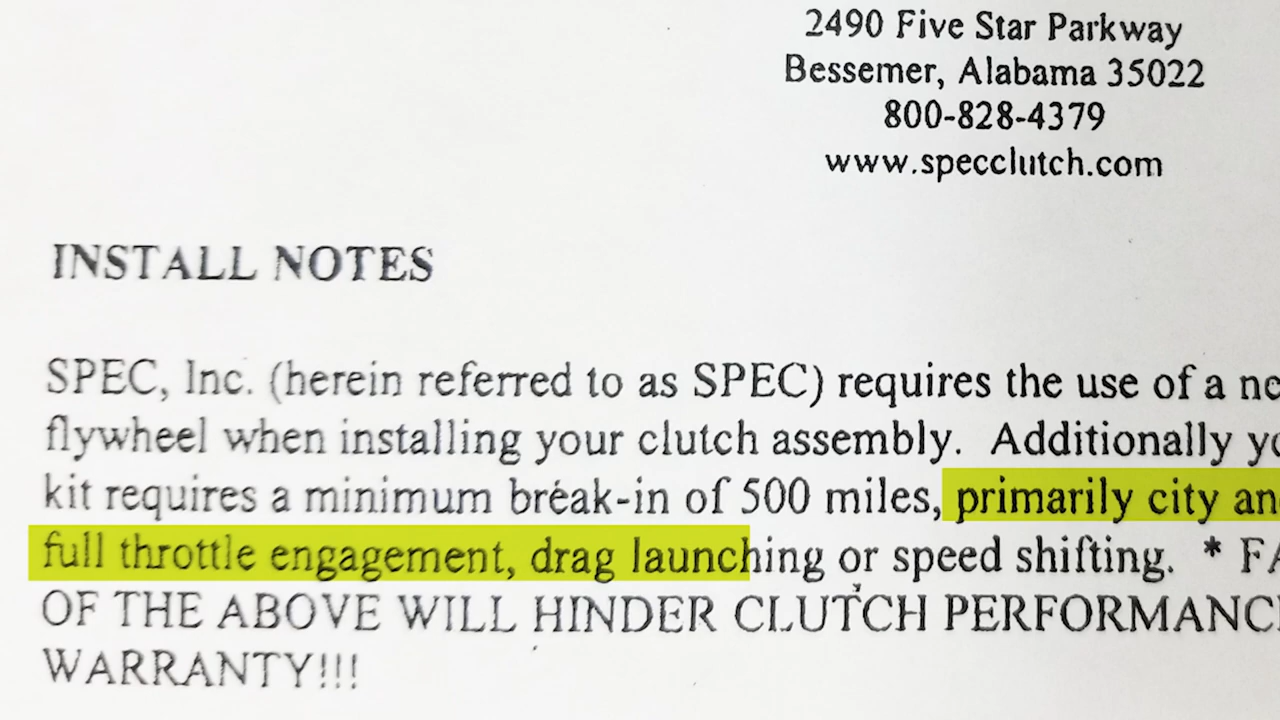 2490 Five Star Parkway
Bessemer, Alabama 35022
800-828-4379
www.specclutch.com
INSTALL NOTES
SPEC, Inc. (herein referred to as SPEC) requires the use of a
flywheel when installing your clutch assembly. Additionally
kit requires a minimum break-in of 500 miles, primarily city
full throttle engagement, drag launching or speed shifting. *
OF THE ABOVE WILL HINDER CLUTCH
WARRANTY!!!